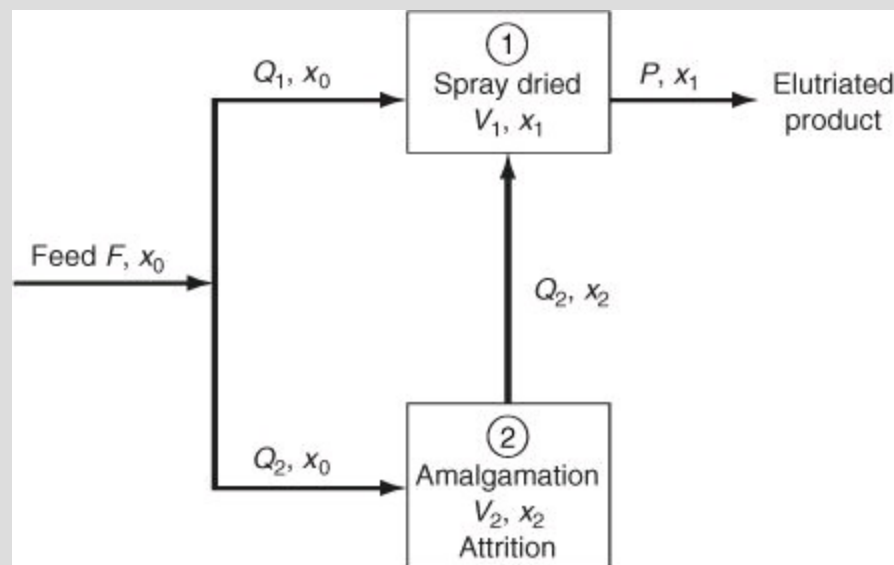 ①
Spray dried
V₁, x₁
Q₁, x₀
P, x₁
Elutriated
product
Feed F, x₀
Q₂, x₂
Q₂, x₀
②
Amalgamation
V₂, x₂
Attrition